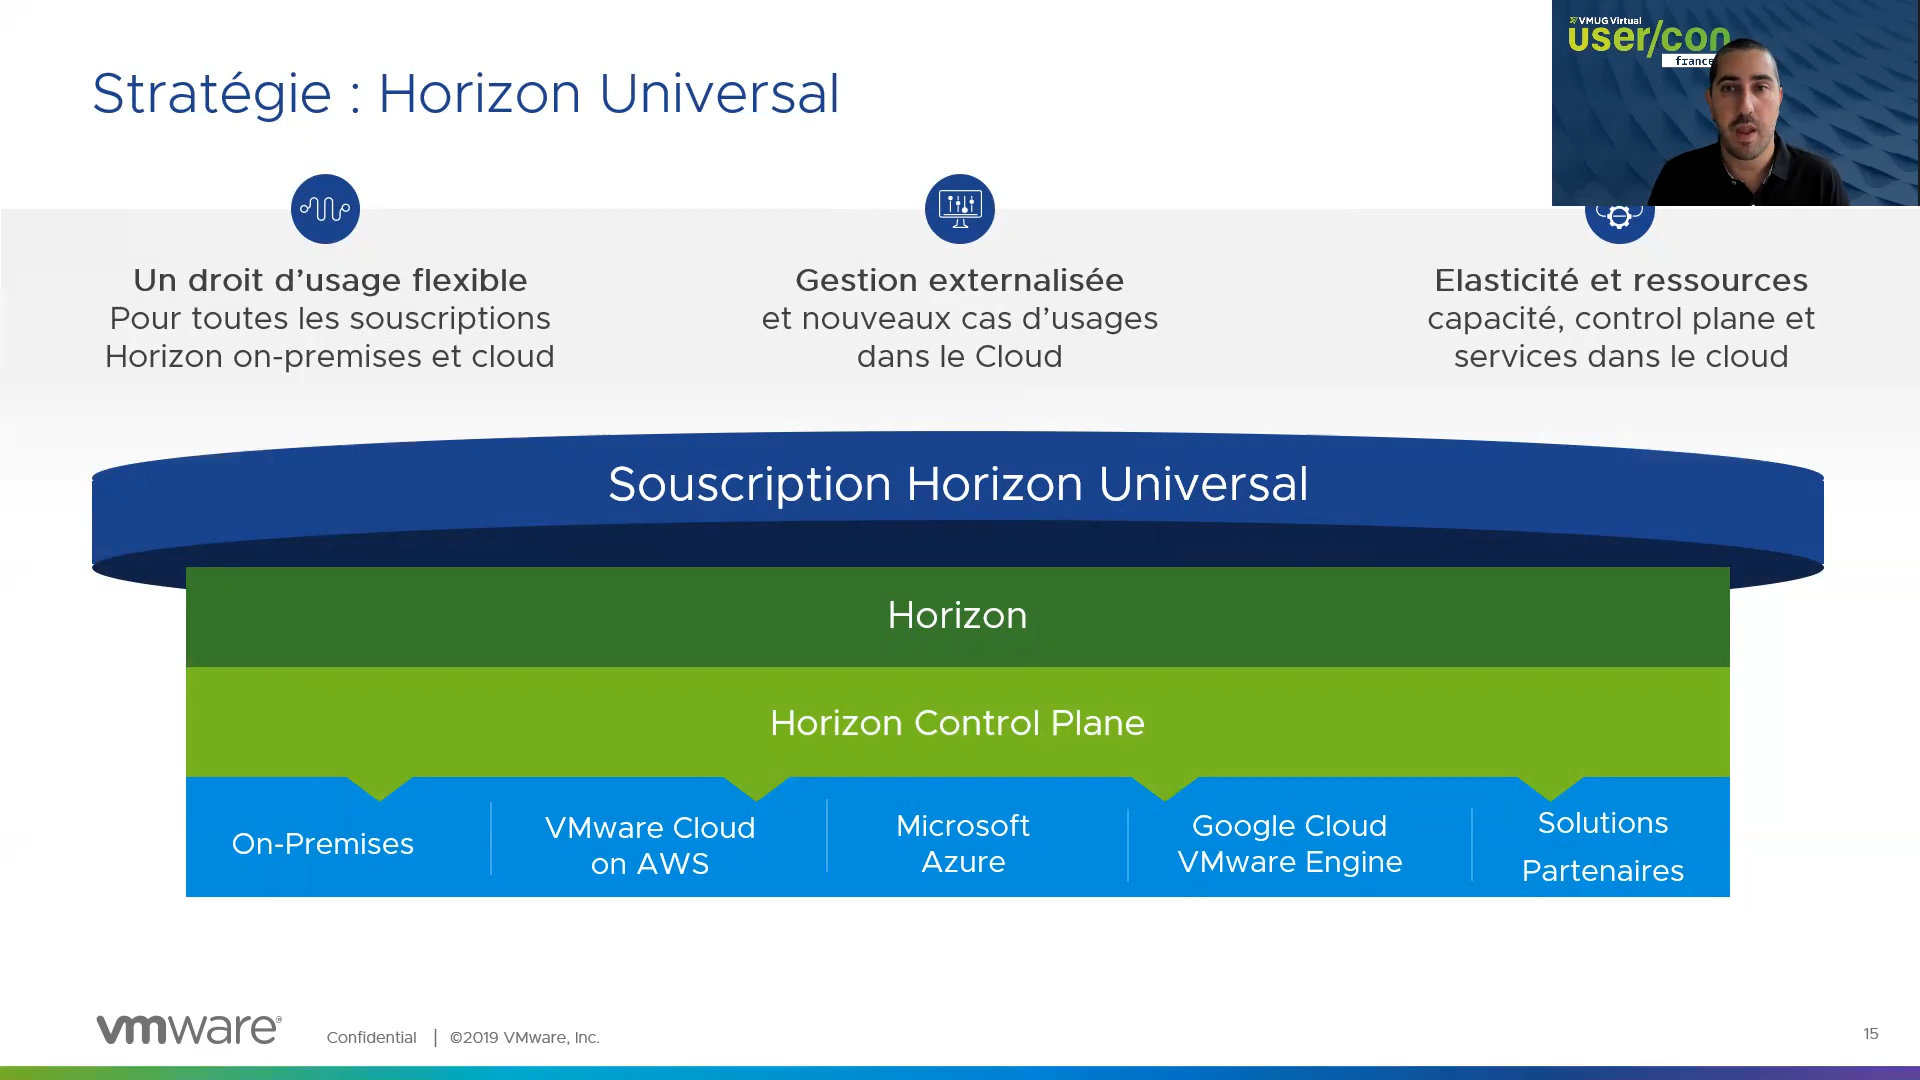 VMUG Virtual
user/con
france
Stratégie : Horizon Universal
Un droit d’usage flexible
Pour toutes les souscriptions
Horizon on-premises et cloud
Gestion externalisée
et nouveaux cas d’usages
dans le Cloud
Elasticité et ressources
capacité, control plane et
services dans le cloud
Souscription Horizon Universal
Horizon
Horizon Control Plane
On-Premises
VMware Cloud
on AWS
Microsoft
Azure
Google Cloud
VMware Engine
Solutions
Partenaires
vmware®
Confidential | ©2019 VMware, Inc.
15